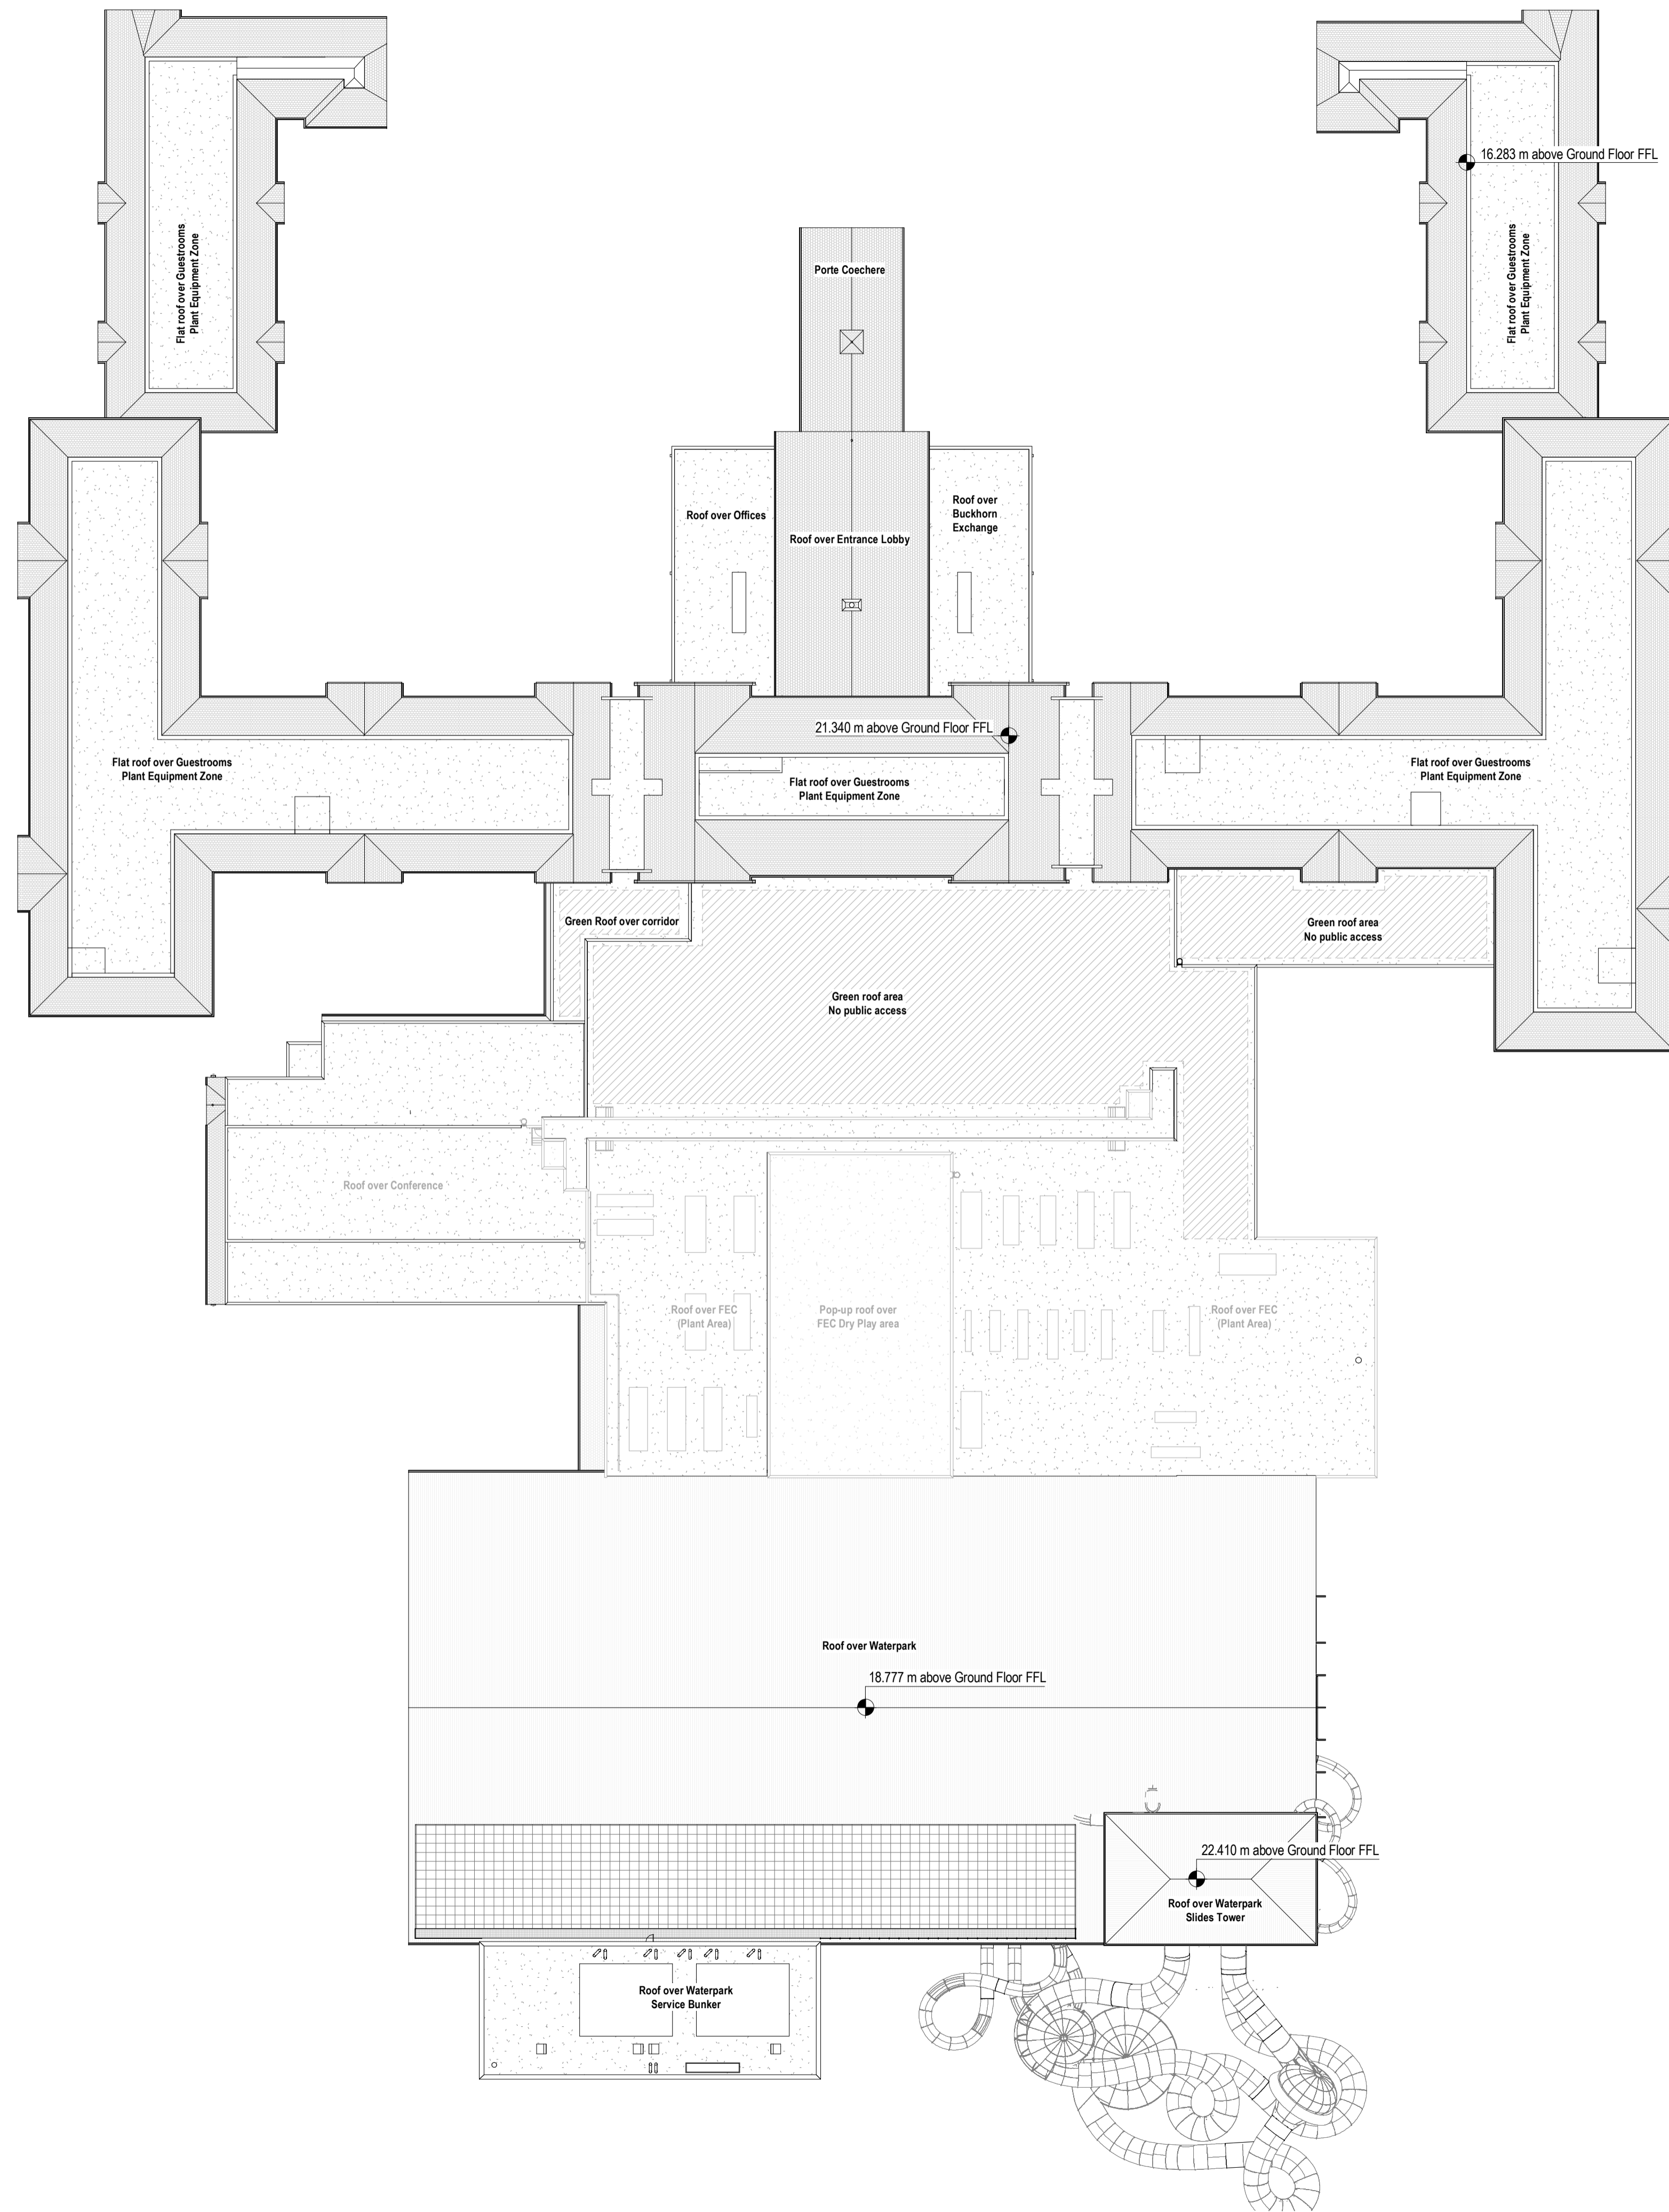 16.283 m above Ground Floor FFL
Flat roof over Guestrooms
Plant Equipment Zone
Flat roof over Guestrooms
Plant Equipment Zone
Porte Coechere
Roof over Offices
Roof over Entrance Lobby
Roof over
Buckhorn
Exchange
21.340 m above Ground Floor FFL
Flat roof over Guestrooms
Plant Equipment Zone
Flat roof over Guestrooms
Plant Equipment Zone
Flat roof over Guestrooms
Plant Equipment Zone
Green Roof over corridor
Green roof area
No public access
Green roof area
No public access
Roof over Conference
Roof over FEC
(Plant Area)
Pop-up roof over
FEC Dry Play area
Roof over FEC
(Plant Area)
Roof over Waterpark
18.777 m above Ground Floor FFL
22.410 m above Ground Floor FFL
Roof over Waterpark
Slides Tower
Roof over Waterpark
Service Bunker